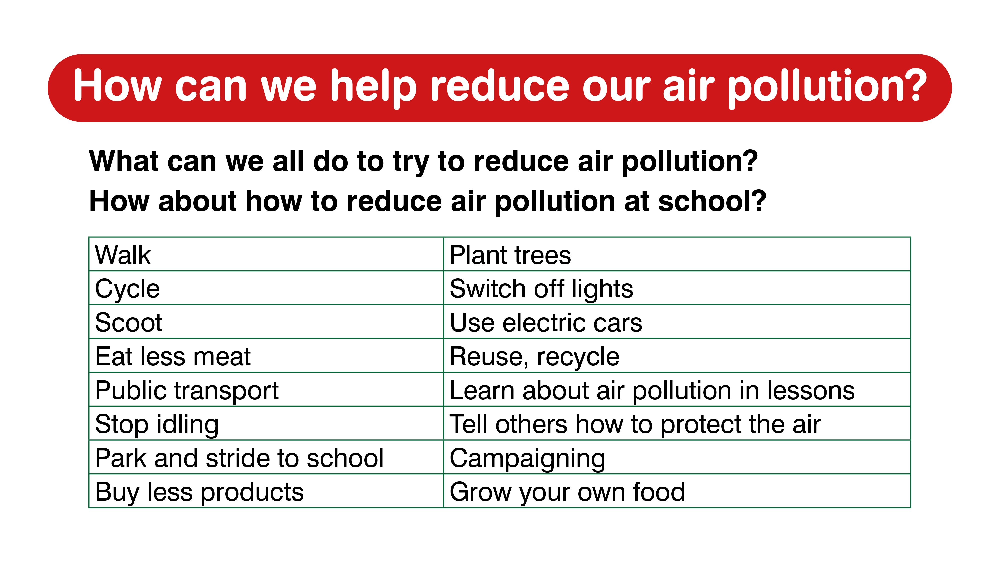 How can we help reduce our air pollution?
What can we all do to try to reduce air pollution?
How about how to reduce air pollution at school?
Walk
Plant trees
Cycle
Switch off lights
Scoot
Use electric cars
Eat less meat
Reuse, recycle
Public transport
Learn about air pollution in lessons
Stop idling
Tell others how to protect the air
Park and stride to school
Campaigning
Buy less products
Grow your own food